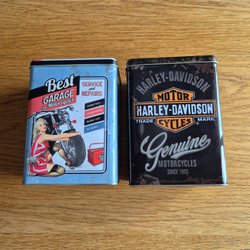 Best
GARAGE
SERVICE
and
REPAIRS
HARLEY-DAVIDSON
MOTOR
HARLEY-DAVIDSON
TRADE MARK
CYCLES
Genuine
MOTORCYCLES
SINCE 1903